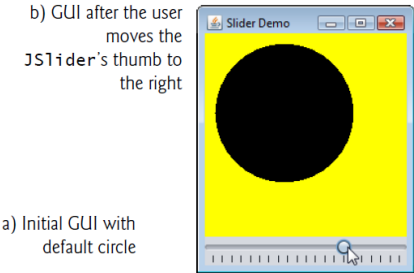 b) GUI after the user
moves the
JSlider's thumb to
the right
Slider Demo
a) Initial GUI with
default circle